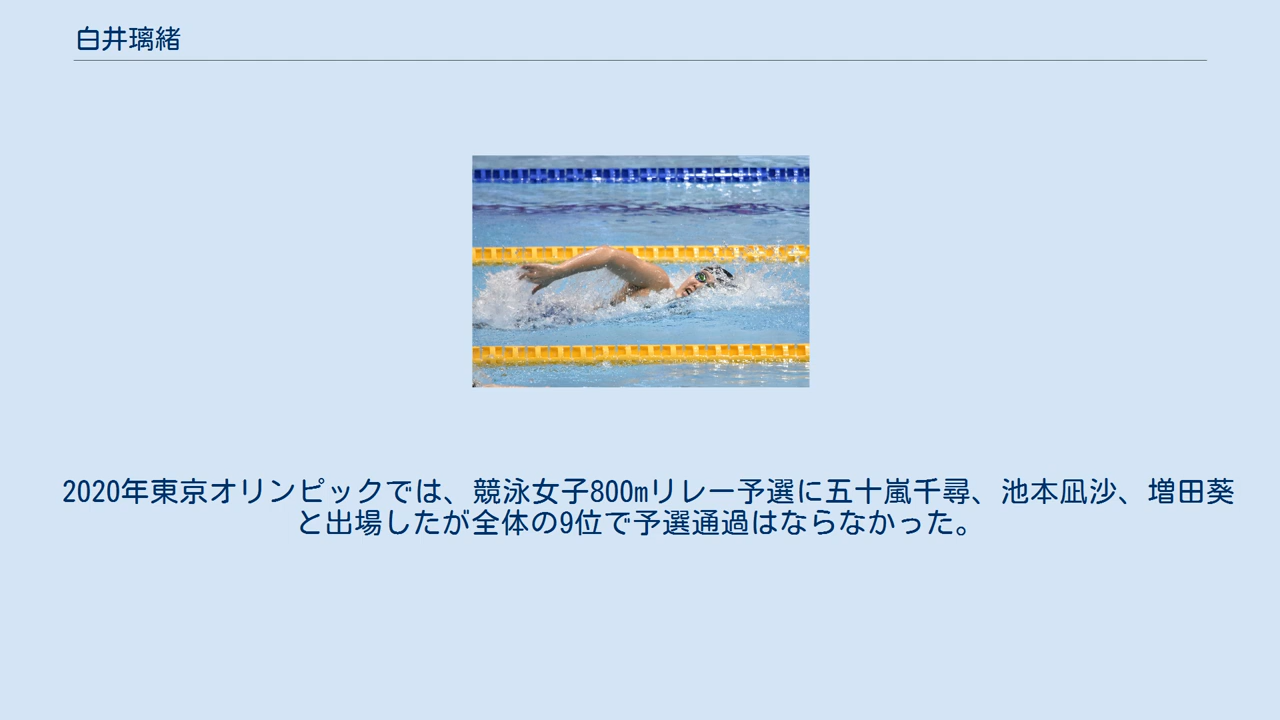 白井璃緒
2020年東京オリンピックでは、競泳女子800mリレー予選に五十嵐千尋、池本凪沙、増田葵
と出場したが全体の9位で予選通過はならなかった。